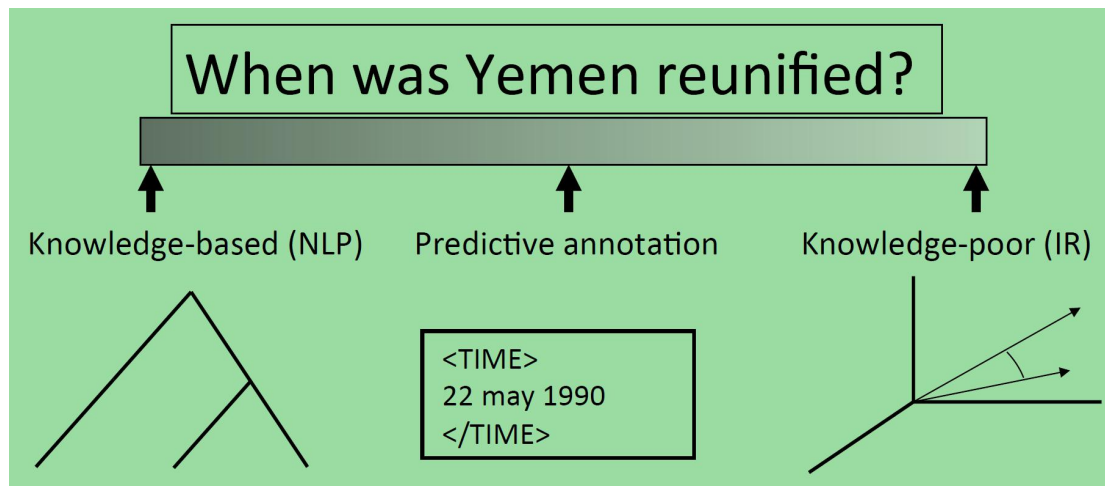 When was Yemen reunified?
Knowledge-based (NLP)
Predictive annotation
Knowledge-poor (IR)
<TIME>
22 may 1990
</TIME>